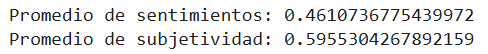 Promedio de sentimientos: 0.4610736775439972
Promedio de subjetividad: 0.5955304267892159